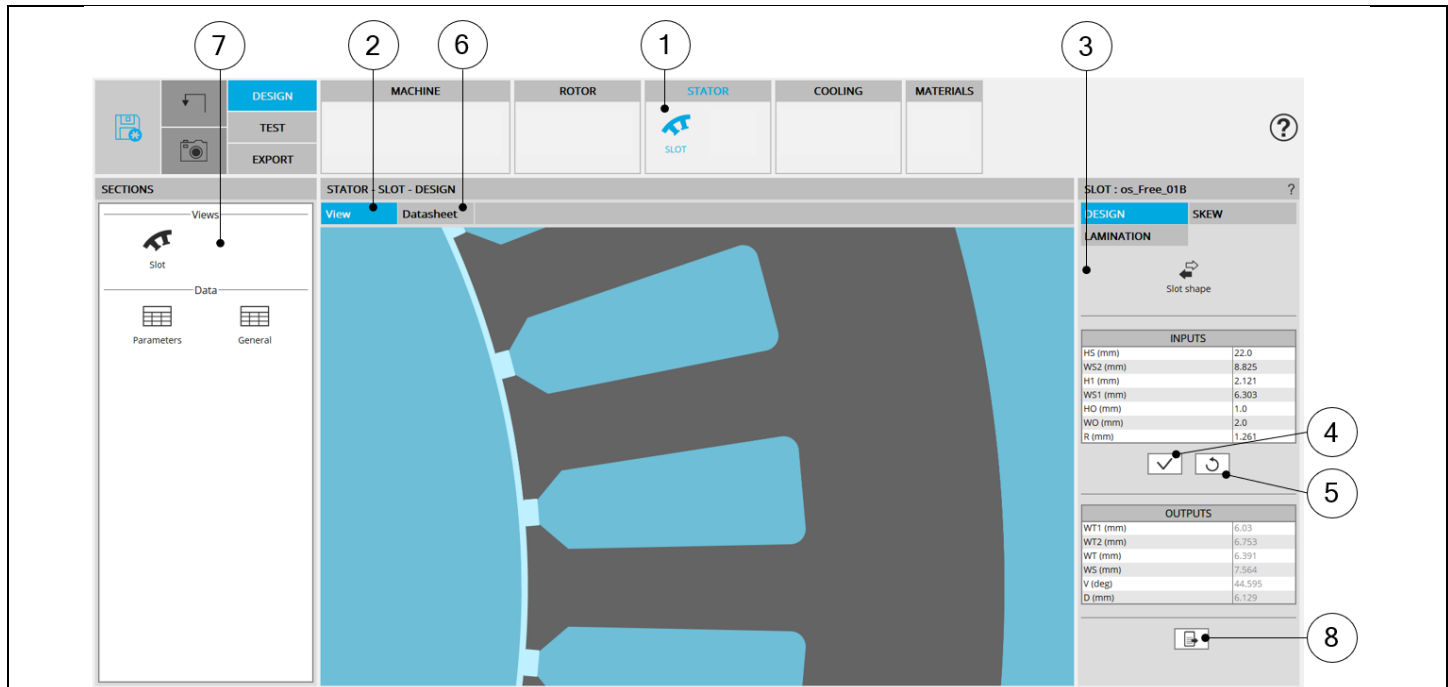 7
2
6
1
3
DESIGN
TEST
EXPORT
MACHINE
ROTOR
STATOR
COOLING
MATERIALS
SLOT
?
SECTIONS
Views
Slot
Data
Parameters
General
STATOR - SLOT - DESIGN
View
Datasheet
SLOT : os_Free_01B ?
DESIGN SKEW
LAMINATION
Slot shape
INPUTS
HS (mm) 22.0
WS2 (mm) 8.825
H1 (mm) 2.121
WS1 (mm) 6.303
HO (mm) 1.0
WO (mm) 2.0
R (mm) 1.261
4
5
OUTPUTS
WT1 (mm) 6.03
WT2 (mm) 6.753
WT (mm) 6.391
WS (mm) 7.564
V (deg) 44.595
D (mm) 6.129
8